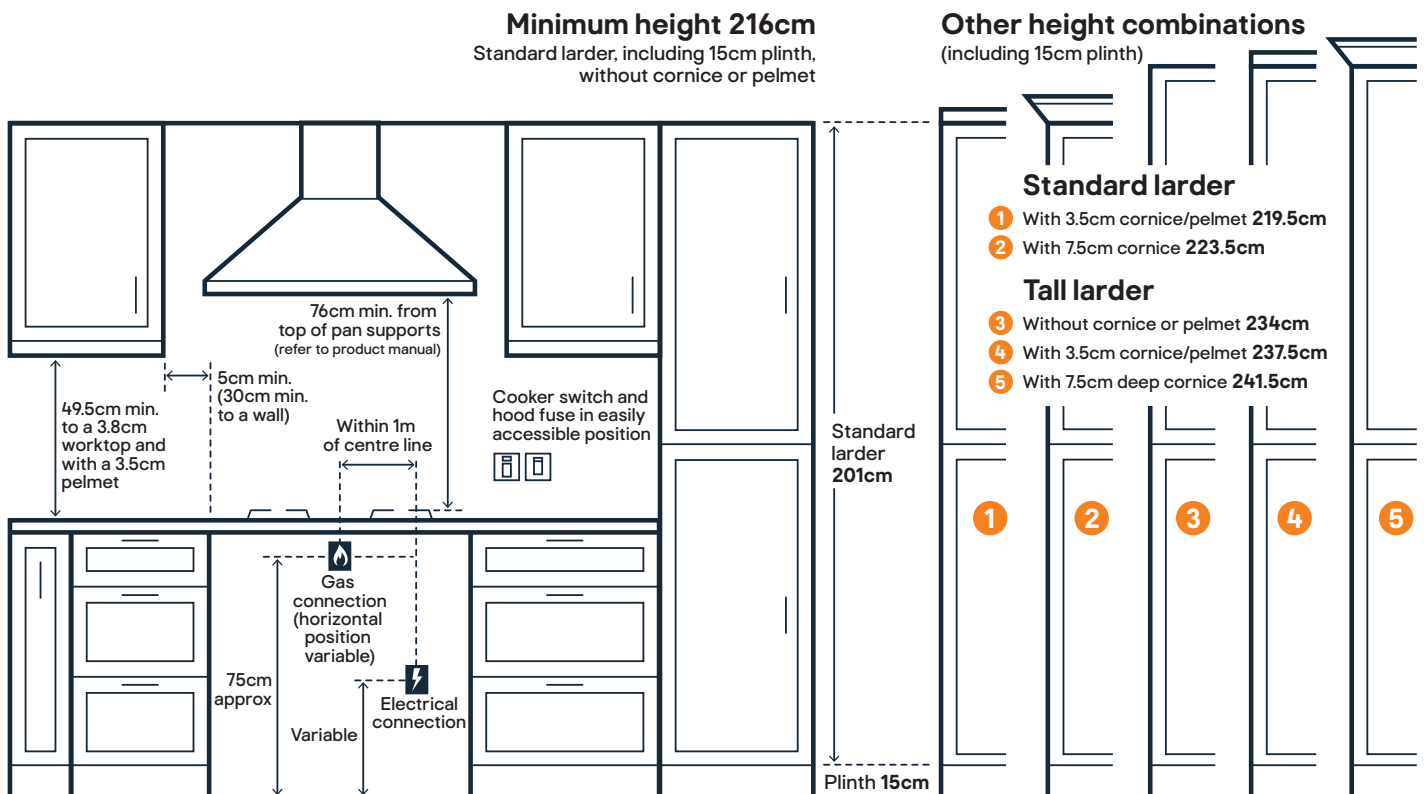 Minimum height 216cm
Standard larder, including 15cm plinth,
without cornice or pelmet
Other height combinations
(including 15cm plinth)
Standard larder
1 With 3.5cm cornice/pelmet 219.5cm
2 With 7.5cm cornice 223.5cm
Tall larder
3 Without cornice or pelmet 234cm
4 With 3.5cm cornice/pelmet 237.5cm
5 With 7.5cm deep cornice 241.5cm
76cm min. from
top of pan supports
(refer to product manual)
5cm min.
(30cm min.
to a wall)
49.5cm min.
to a 3.8cm
worktop and
with a 3.5cm
pelmet
Within 1m
of centre line
Cooker switch and
hood fuse in easily
accessible position
Standard
larder
201cm
1
2
3
4
5
Gas
connection
(horizontal
position
variable)
75cm
approx
Electrical
connection
Variable
Plinth 15cm